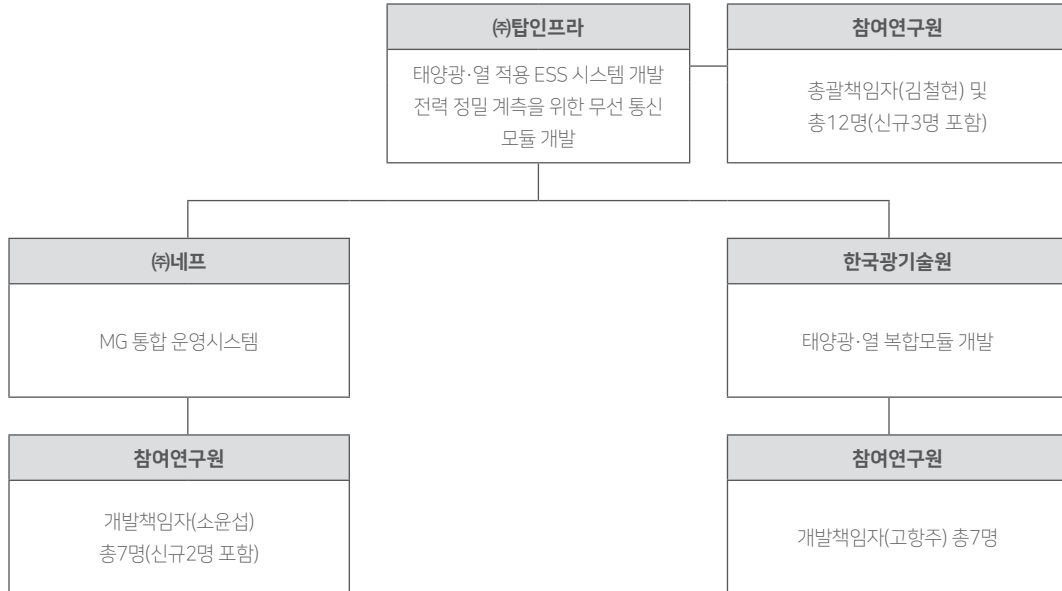 ㈜탑인프라
태양광·열 적용 ESS 시스템 개발
전력 정밀 계측을 위한 무선 통신
모듈 개발
참여연구원
총괄책임자(김철현) 및
총12명(신규3명 포함)
㈜네프
MG 통합 운영시스템
한국광기술원
태양광·열 복합모듈 개발
참여연구원
개발책임자(소윤섭)
총7명(신규2명 포함)
참여연구원
개발책임자(고항주) 총7명